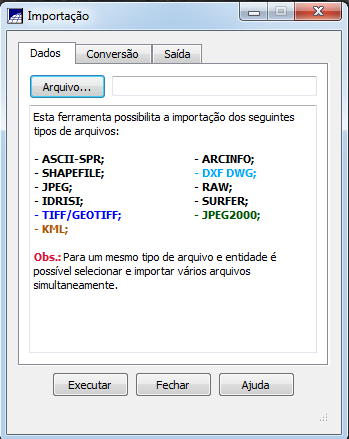 Importação
Dados Conversão Saída
Arquivo...
Esta ferramenta possibilita a importação dos seguintes
tipos de arquivos:
- ASCII-SPR; - ARCINFO;
- SHAPEFILE; - DXF DWG;
- JPEG; - RAW;
- IDRISI; - SURFER;
- TIFF/GEOTIFF; - JPEG2000;
- KML;
Obs.: Para um mesmo tipo de arquivo e entidade é
possível selecionar e importar vários arquivos
simultaneamente.
Executar Fechar Ajuda